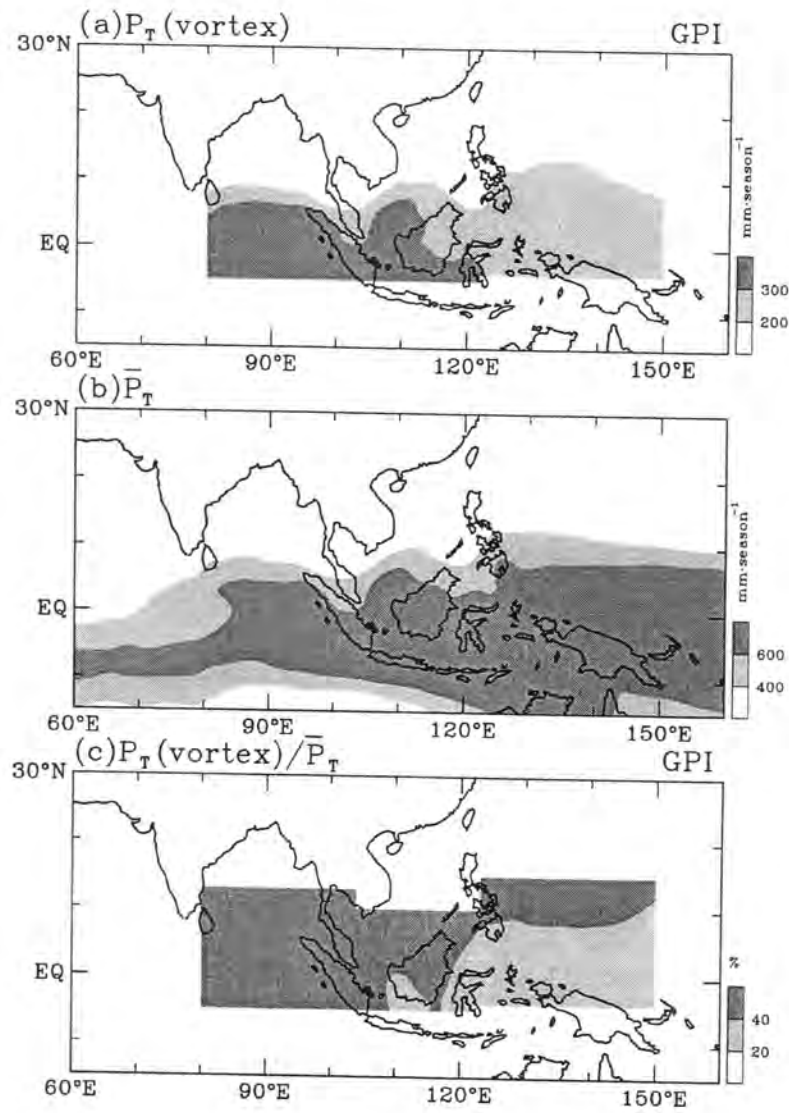 (a) P_T (vortex) GPI
30°N
EQ
mm·season⁻¹
300
200
60°E 90°E 120°E 150°E
(b) P̅_T
30°N
EQ
mm·season⁻¹
600
400
60°E 90°E 120°E 150°E
(c) P_T (vortex)/P̅_T GPI
30°N
EQ
%
40
20
60°E 90°E 120°E 150°E